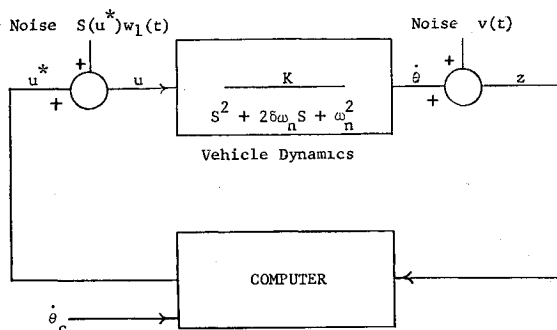 Noise S(u*)w₁(t)
Noise v(t)
u*
+
+
u
K
S² + 2δωₙS + ωₙ²
θ̇
+
+
z
Vehicle Dynamics
COMPUTER
θ̇c